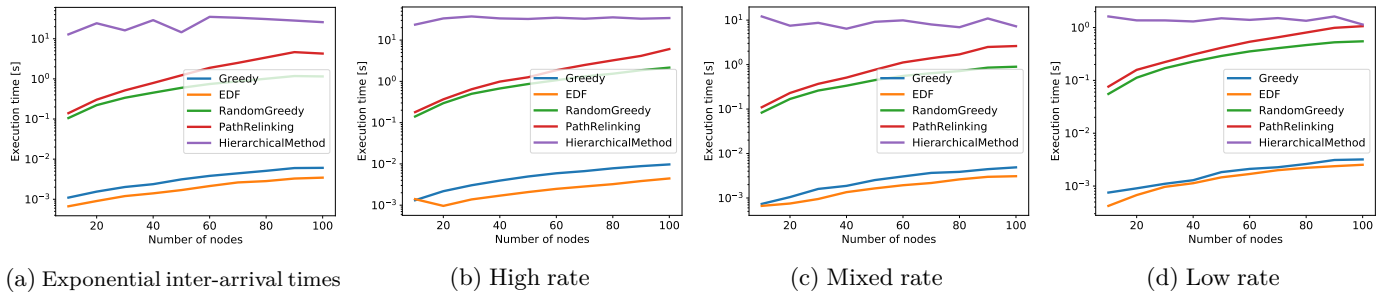 Execution time [s]
10¹
10⁰
10⁻¹
10⁻²
10⁻³
Greedy
EDF
RandomGreedy
PathRelinking
HierarchicalMethod
20 40 60 80 100
Number of nodes
(a) Exponential inter-arrival times
Execution time [s]
10¹
10⁰
10⁻¹
10⁻²
10⁻³
Greedy
EDF
RandomGreedy
PathRelinking
HierarchicalMethod
20 40 60 80 100
Number of nodes
(b) High rate
Execution time [s]
10¹
10⁰
10⁻¹
10⁻²
10⁻³
Greedy
EDF
RandomGreedy
PathRelinking
HierarchicalMethod
20 40 60 80 100
Number of nodes
(c) Mixed rate
Execution time [s]
10⁰
10⁻¹
10⁻²
10⁻³
Greedy
EDF
RandomGreedy
PathRelinking
HierarchicalMethod
20 40 60 80 100
Number of nodes
(d) Low rate